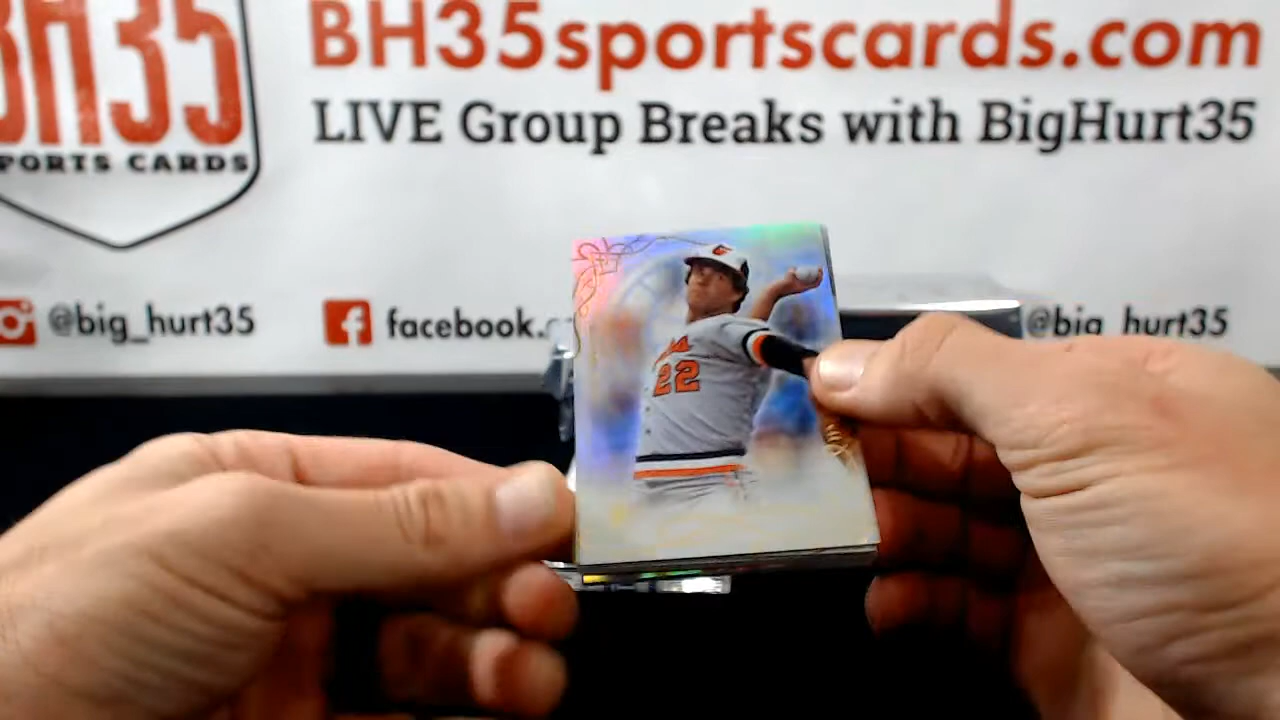 BH35
PORTS CARDS
BH35sportscards.com
LIVE Group Breaks with BigHurt35
@big_hurt35
facebook.
@big_hurt35
22